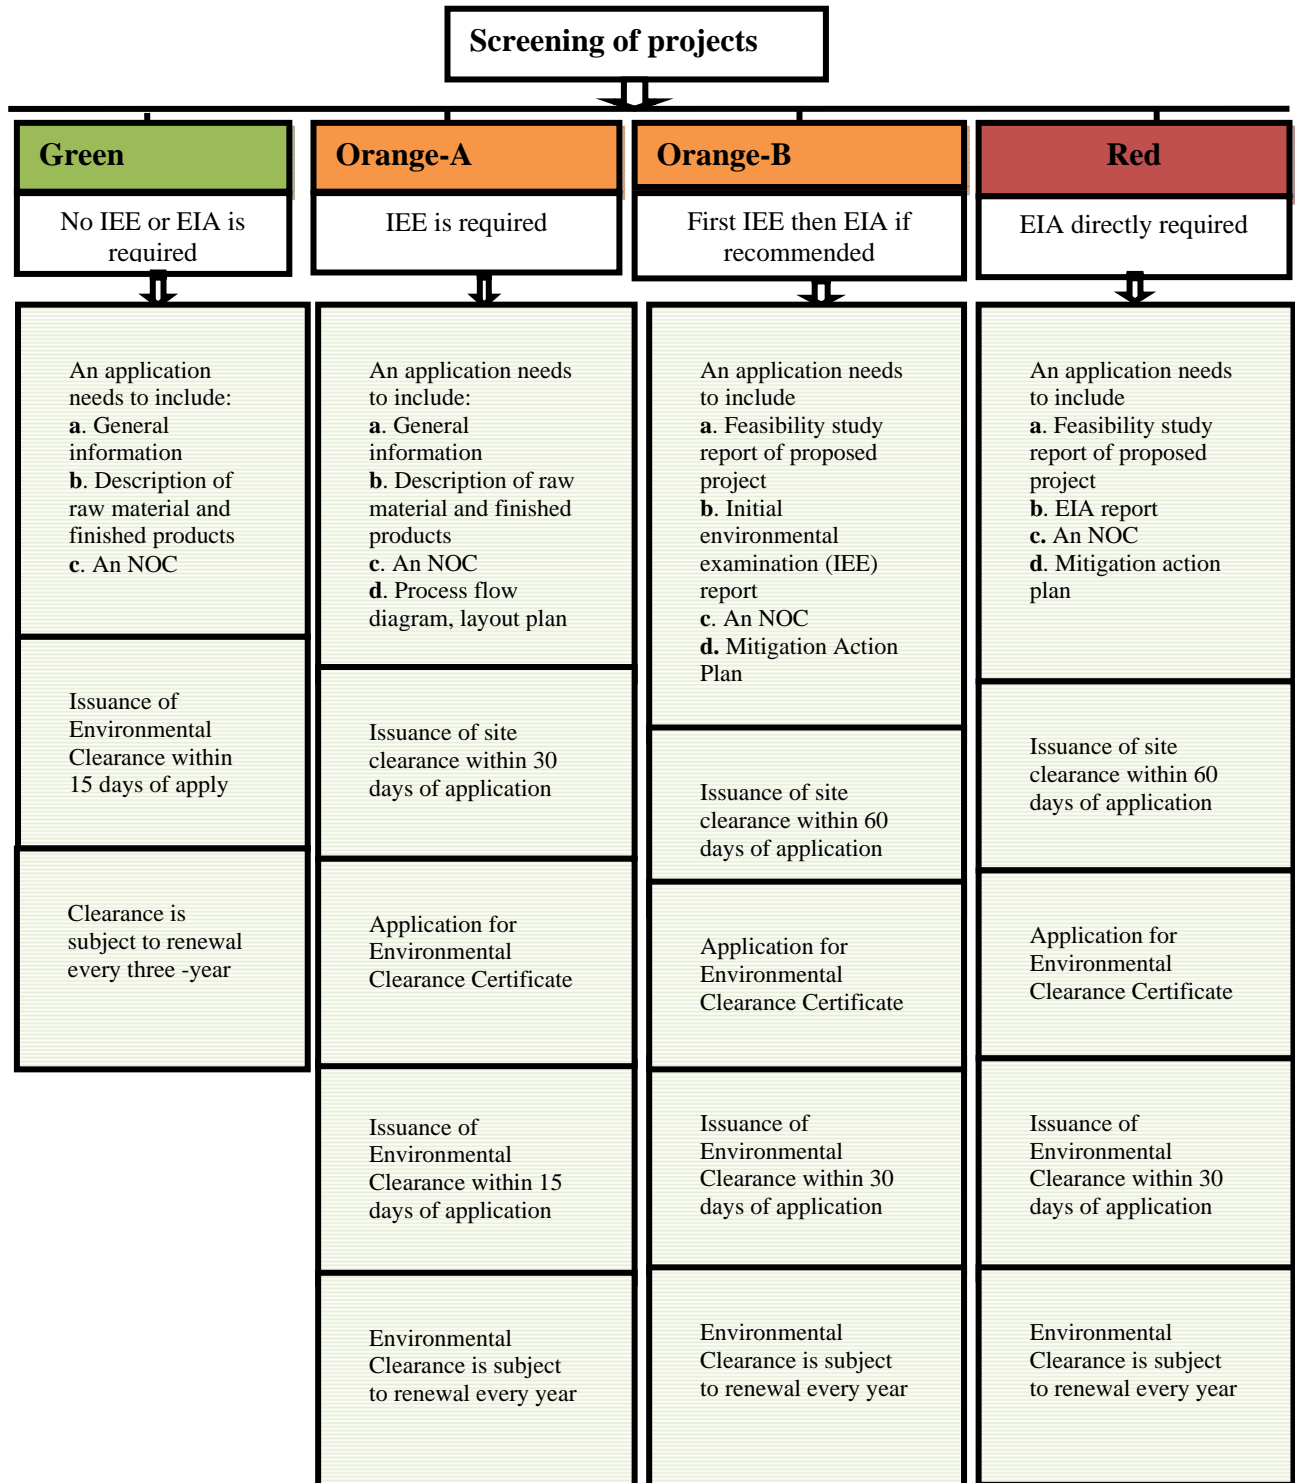 Screening of projects
Green
No IEE or EIA is
required
An application
needs to include:
a. General
information
b. Description of
raw material and
finished products
c. An NOC
Issuance of
Environmental
Clearance within
15 days of apply
Clearance is
subject to renewal
every three -year
Orange-A
IEE is required
An application needs
to include:
a. General
information
b. Description of raw
material and finished
products
c. An NOC
d. Process flow
diagram, layout plan
Issuance of site
clearance within 30
days of application
Application for
Environmental
Clearance Certificate
Issuance of
Environmental
Clearance within 15
days of application
Environmental
Clearance is subject
to renewal every year
Orange-B
First IEE then EIA if
recommended
An application needs
to include
a. Feasibility study
report of proposed
project
b. Initial
environmental
examination (IEE)
report
c. An NOC
d. Mitigation Action
Plan
Issuance of site
clearance within 60
days of application
Application for
Environmental
Clearance Certificate
Issuance of
Environmental
Clearance within 30
days of application
Environmental
Clearance is subject
to renewal every year
Red
EIA directly required
An application needs
to include
a. Feasibility study
report of proposed
project
b. EIA report
c. An NOC
d. Mitigation action
plan
Issuance of site
clearance within 60
days of application
Application for
Environmental
Clearance Certificate
Issuance of
Environmental
Clearance within 30
days of application
Environmental
Clearance is subject
to renewal every year